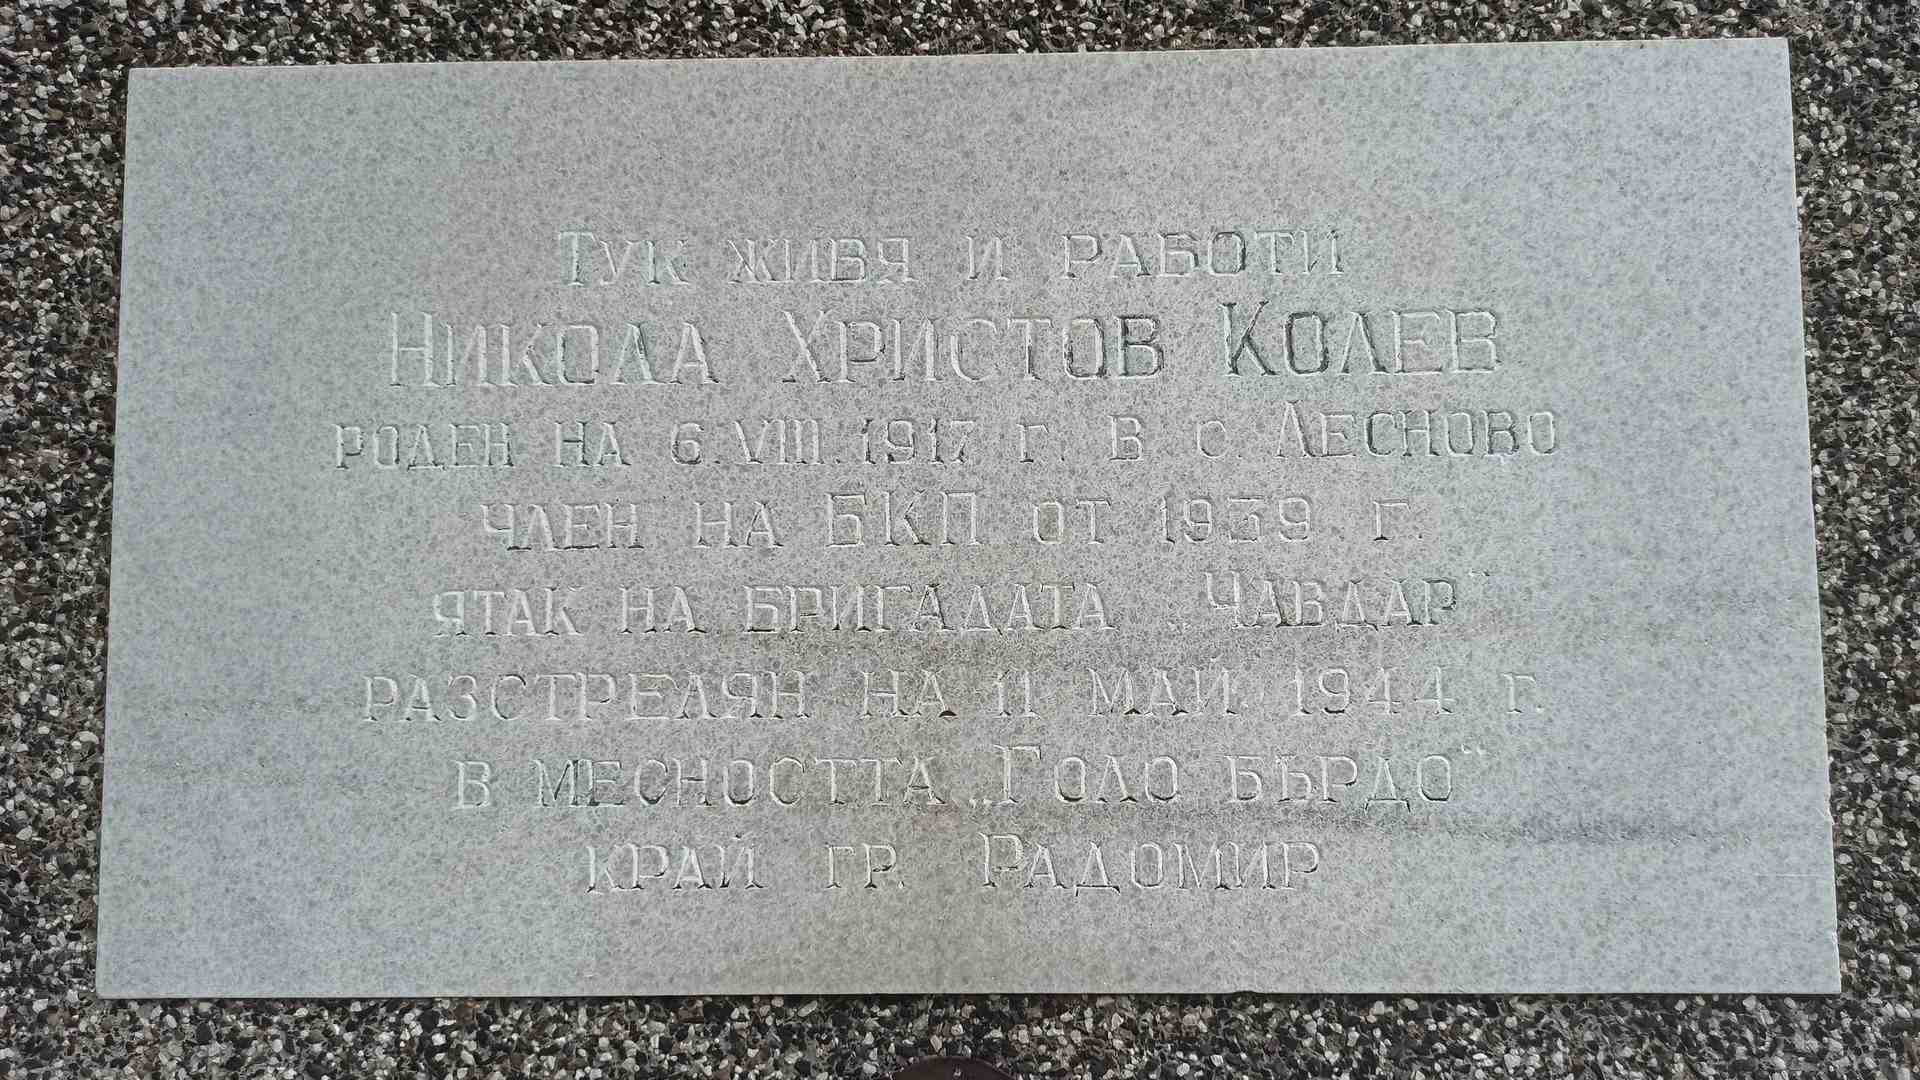 Тук живя и работи
Никола Христов Колев
роден на 6.VIII.1917 г. в с. Лесново
член на БКП от 1939 г.
ятак на бригадата „Чавдар“
разстрелян на 11 май 1944 г.
в месността „Голо бърдо“
край гр. Радомир